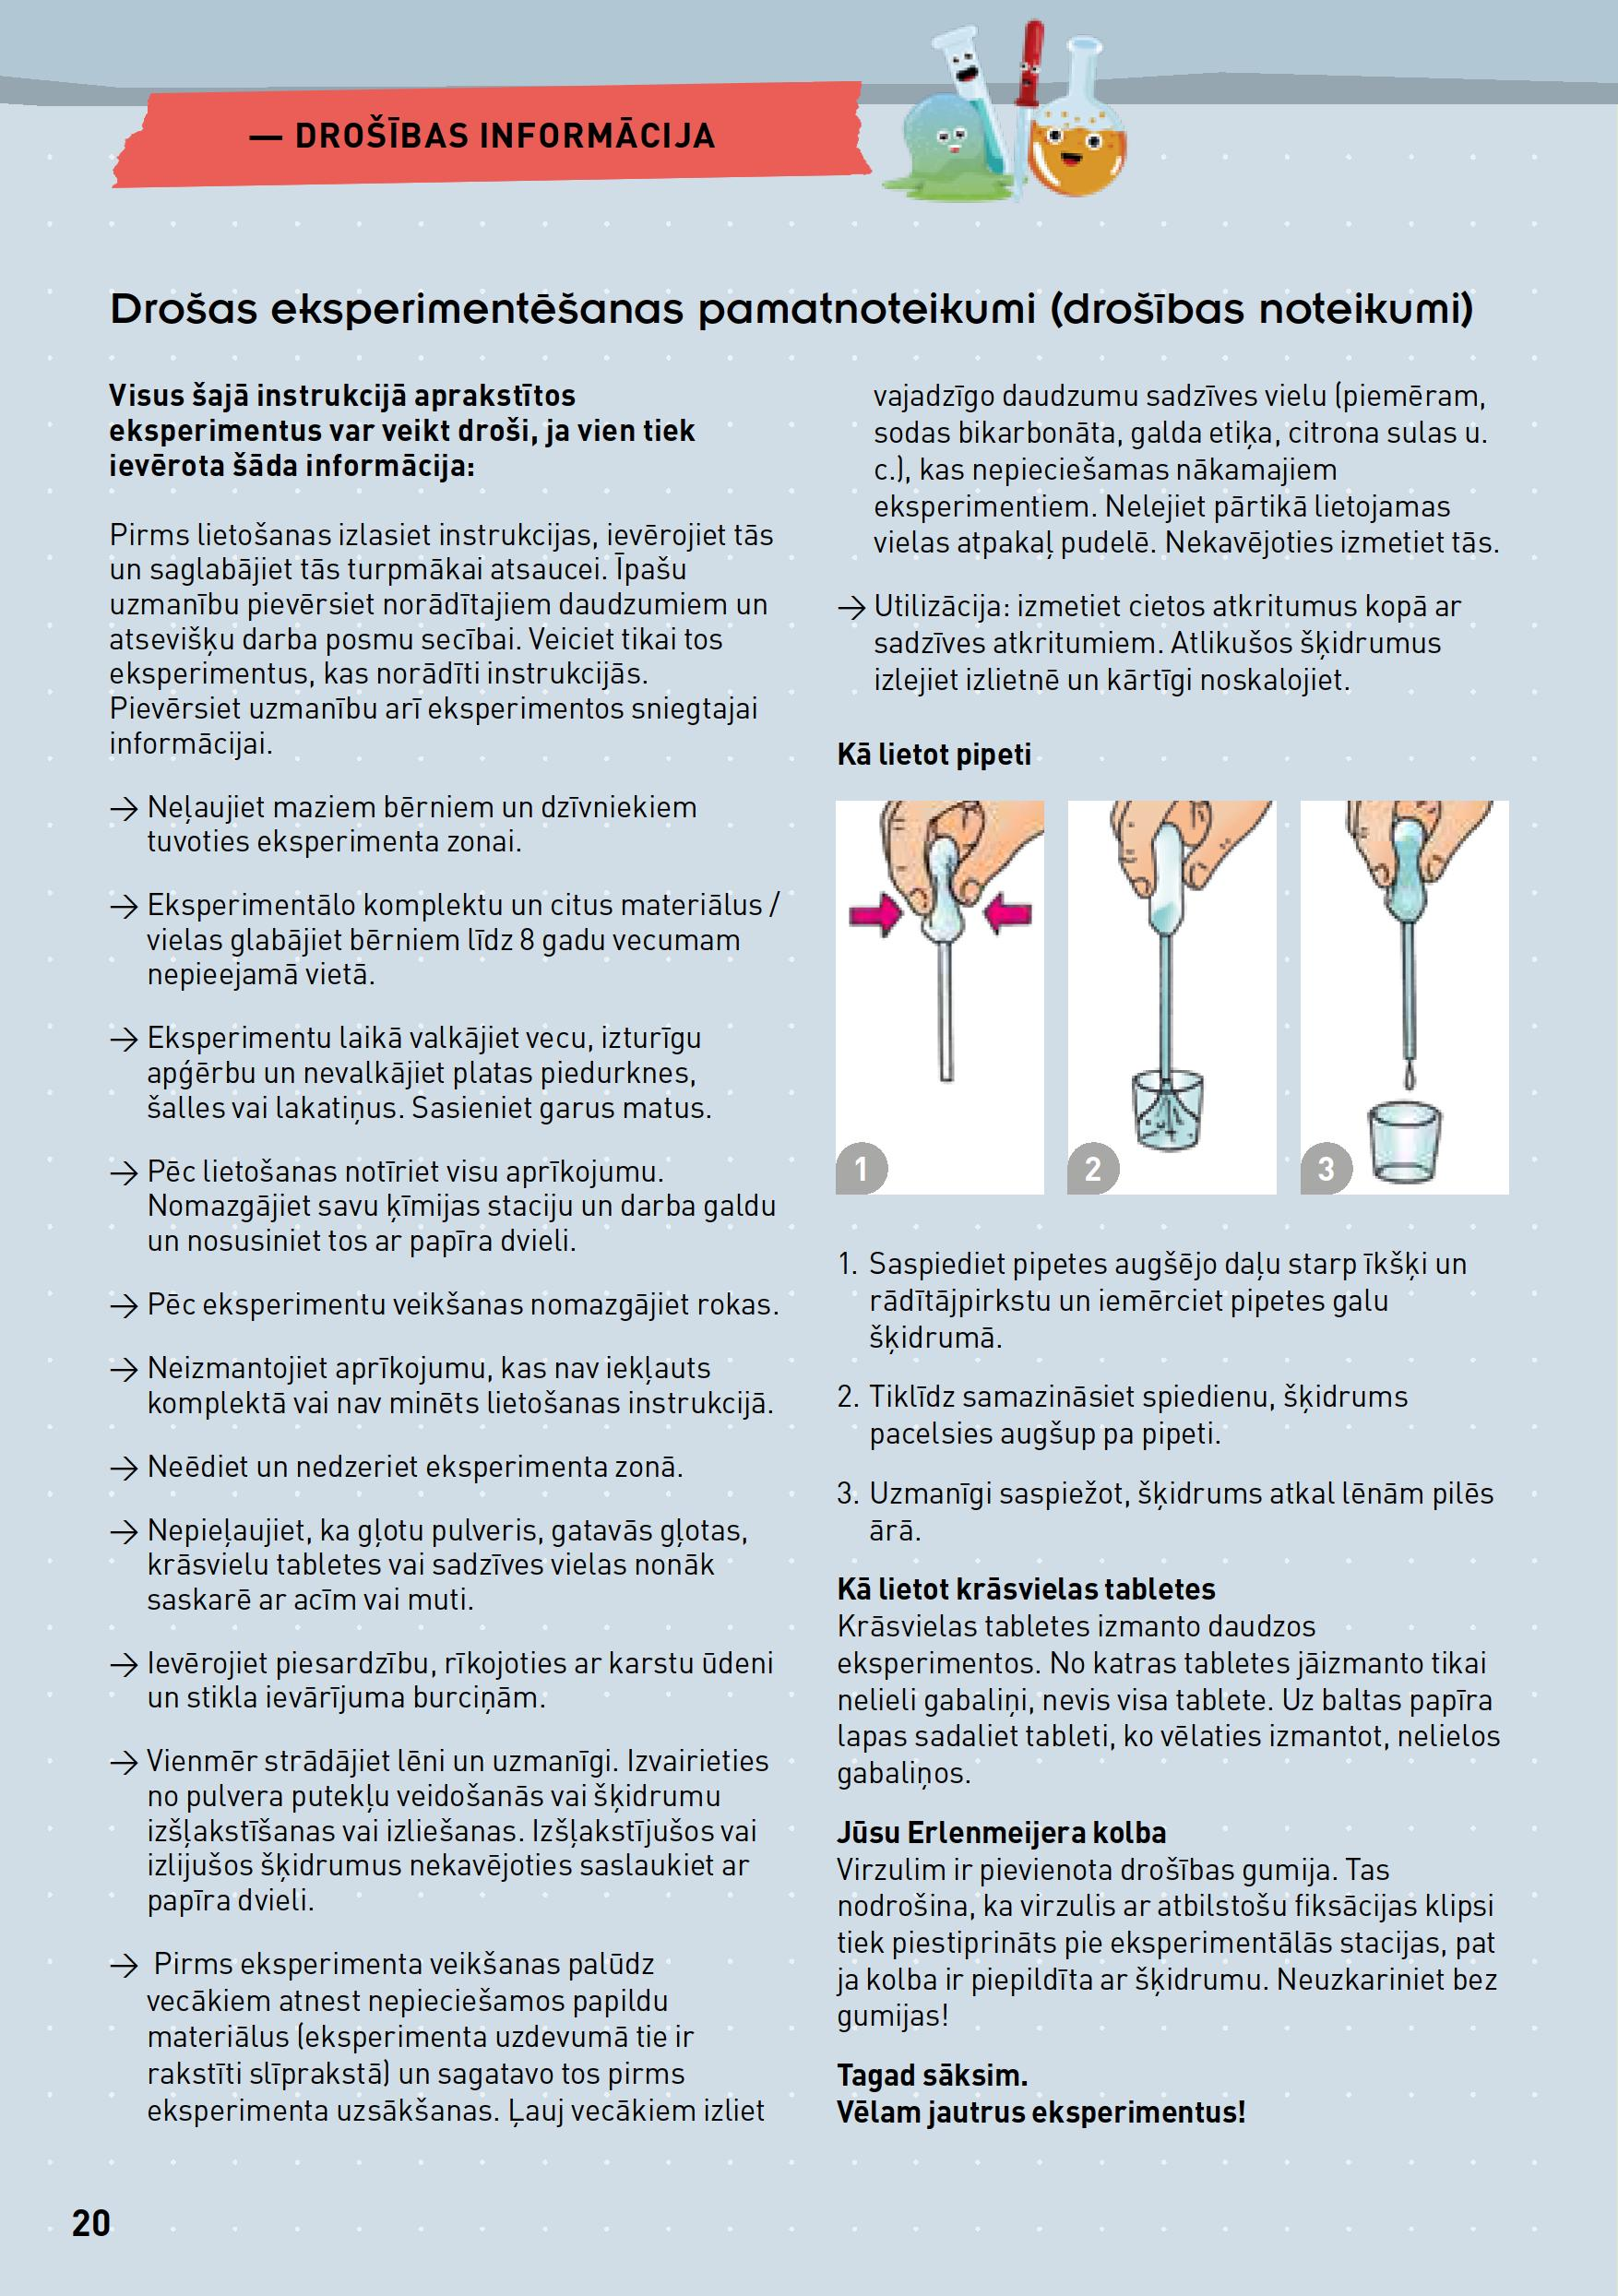 — DROŠĪBAS INFORMĀCIJA
Drošas eksperimentēšanas pamatnoteikumi (drošības noteikumi)
Visus šajā instrukcijā aprakstītos
eksperimentus var veikt droši, ja vien tiek
ievērota šāda informācija:
Pirms lietošanas izlasiet instrukcijas, ievērojiet tās
un saglabājiet tās turpmākai atsaucei. Īpašu
uzmanību pievērsiet norādītajiem daudzumiem un
atsevišķu darba posmu secībai. Veiciet tikai tos
eksperimentus, kas norādīti instrukcijās.
Pievērsiet uzmanību arī eksperimentos sniegtajai
informācijai.
→ Neļaujiet maziem bērniem un dzīvniekiem
tuvoties eksperimenta zonai.
→ Eksperimentālo komplektu un citus materiālus /
vielas glabājiet bērniem līdz 8 gadu vecumam
nepieejamā vietā.
→ Eksperimentu laikā valkājiet vecu, izturīgu
apģērbu un nevalkājiet platas piedurknes,
šalles vai lakatiņus. Sasieniet garus matus.
→ Pēc lietošanas notīriet visu aprīkojumu.
Nomazgājiet savu ķīmijas staciju un darba galdu
un nosusiniet tos ar papīra dvieli.
→ Pēc eksperimentu veikšanas nomazgājiet rokas.
→ Neizmantojiet aprīkojumu, kas nav iekļauts
komplektā vai nav minēts lietošanas instrukcijā.
→ Neēdiet un nedzeriet eksperimenta zonā.
→ Nepieļaujiet, ka gļotu pulveris, gatavās gļotas,
krāsvielu tabletes vai sadzīves vielas nonāk
saskarē ar acīm vai muti.
→ Ievērojiet piesardzību, rīkojoties ar karstu ūdeni
un stikla ievārījuma burciņām.
→ Vienmēr strādājiet lēni un uzmanīgi. Izvairieties
no pulvera putekļu veidošanās vai šķidrumu
izšļakstīšanas vai izliešanas. Izšļakstījušos vai
izlijušos šķidrumus nekavējoties saslaukiet ar
papīra dvieli.
→ Pirms eksperimenta veikšanas palūdz
vecākiem atnest nepieciešamos papildu
materiālus (eksperimenta uzdevumā tie ir
rakstīti slīprakstā) un sagatavo tos pirms
eksperimenta uzsākšanas. Ļauj vecākiem izliet
vajadzīgo daudzumu sadzīves vielu (piemēram,
sodas bikarbonāta, galda etiķa, citrona sulas u.
c.), kas nepieciešamas nākamajiem
eksperimentiem. Nelejiet pārtikā lietojamas
vielas atpakaļ pudelē. Nekavējoties izmetiet tās.
→ Utilizācija: izmetiet cietos atkritumus kopā ar
sadzīves atkritumiem. Atlikušos šķidrumus
izlejiet izlietnē un kārtīgi noskalojiet.
Kā lietot pipeti
1 2 3
1. Saspiediet pipetes augšējo daļu starp īkšķi un
rādītājpirkstu un iemērciet pipetes galu
šķidrumā.
2. Tiklīdz samazināsiet spiedienu, šķidrums
pacelsies augšup pa pipeti.
3. Uzmanīgi saspiežot, šķidrums atkal lēnām pilēs
ārā.
Kā lietot krāsvielas tabletes
Krāsvielas tabletes izmanto daudzos
eksperimentos. No katras tabletes jāizmanto tikai
nelieli gabaliņi, nevis visa tablete. Uz baltas papīra
lapas sadaliet tableti, ko vēlaties izmantot, nelielos
gabaliņos.
Jūsu Erlenmeijera kolba
Virzulim ir pievienota drošības gumija. Tas
nodrošina, ka virzulis ar atbilstošu fiksācijas klipsi
tiek piestiprināts pie eksperimentālās stacijas, pat
ja kolba ir piepildīta ar šķidrumu. Neuzkariniet bez
gumijas!
Tagad sāksim.
Vēlam jautrus eksperimentus!
20